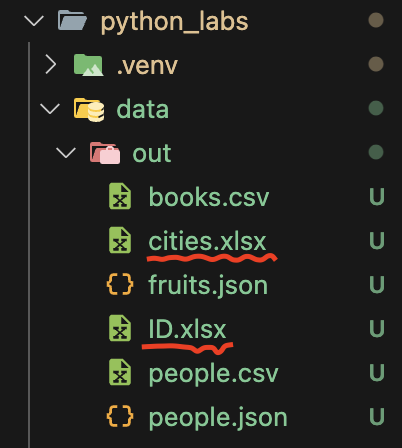 python_labs
.venv
data
out
books.csv U
cities.xlsx U
fruits.json U
ID.xlsx U
people.csv U
people.json U